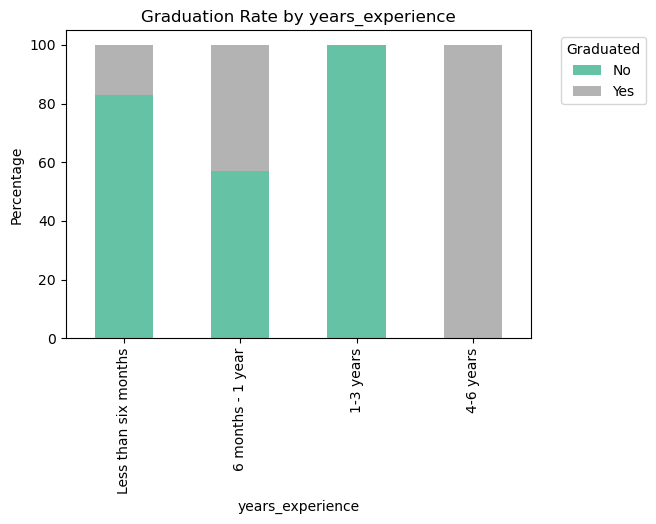 Graduation Rate by years_experience
Percentage
100
80
60
40
20
0
Less than six months
6 months - 1 year
1-3 years
4-6 years
years_experience
Graduated
No
Yes